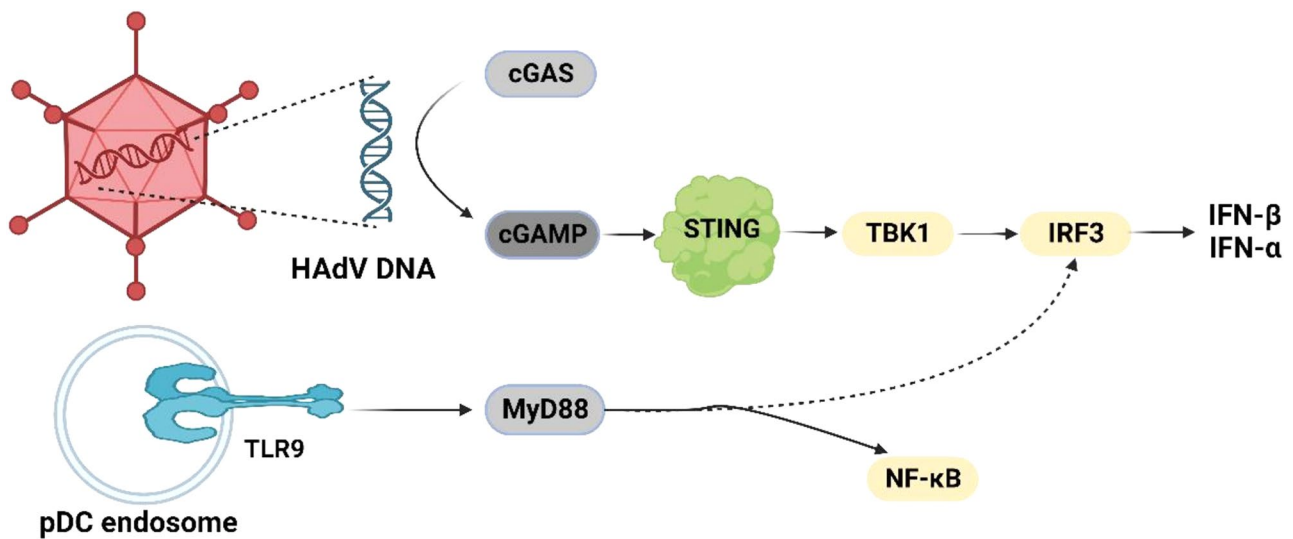 cGAS
HAdV DNA
cGAMP
STING
TBK1
IRF3
IFN-β
IFN-α
TLR9
pDC endosome
MyD88
NF-κB